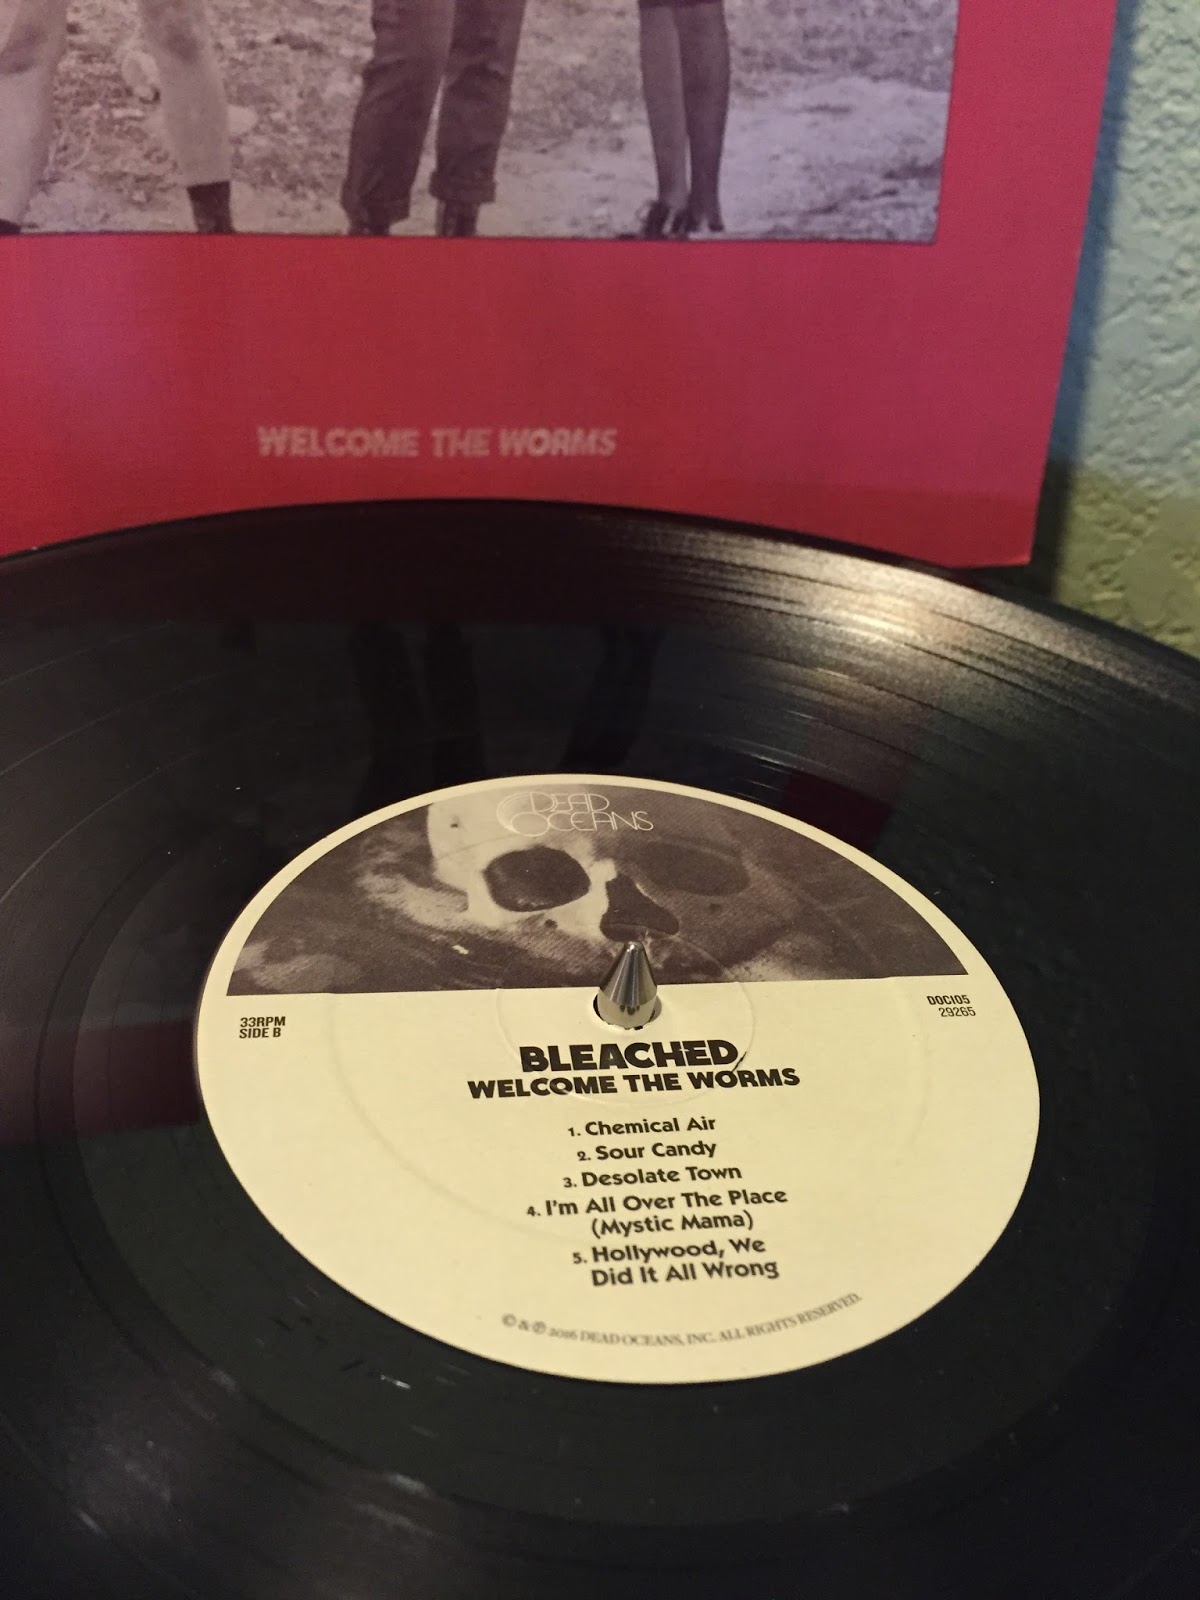 WELCOME THE WORMS
DEAD
OCEANS
33RPM
SIDE B
DOC105
29265
BLEACHED
WELCOME THE WORMS
1. Chemical Air
2. Sour Candy
3. Desolate Town
4. I'm All Over The Place
(Mystic Mama)
5. Hollywood, We
Did It All Wrong
© & ℗ 2016 DEAD OCEANS, INC. ALL RIGHTS RESERVED.